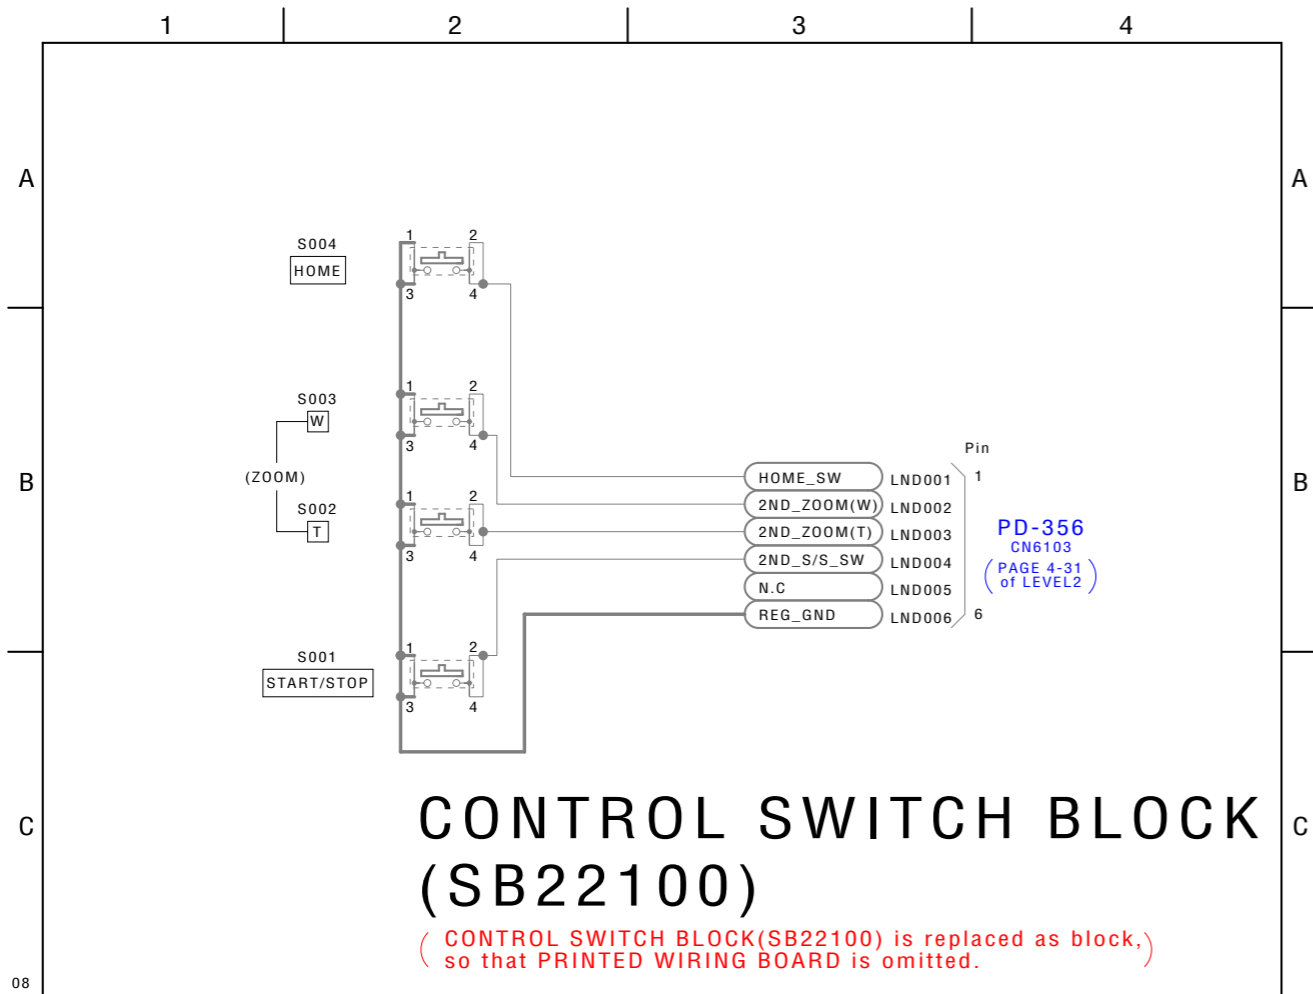 1 2 3 4
A A
S004
HOME
1 2
3 4
S003
W
1 2
3 4
(ZOOM)
B B
S002
T
1 2
3 4
Pin
HOME_SW LND001 1
2ND_ZOOM(W) LND002
2ND_ZOOM(T) LND003
2ND_S/S_SW LND004
N.C LND005
REG_GND LND006 6
PD-356
CN6103
(PAGE 4-31
of LEVEL2)
S001
START/STOP
1 2
3 4
C C
CONTROL SWITCH BLOCK
(SB22100)
(CONTROL SWITCH BLOCK(SB22100) is replaced as block,
so that PRINTED WIRING BOARD is omitted.)
08